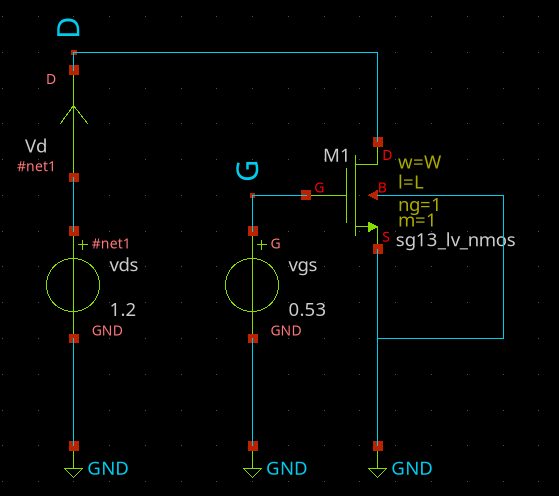 D
D
Vd
#net1
+
#net1
vds
1.2
GND
GND
G
G
+
G
vgs
0.53
GND
GND
M1
D
B
S
w=W
l=L
ng=1
m=1
sg13_lv_nmos
GND